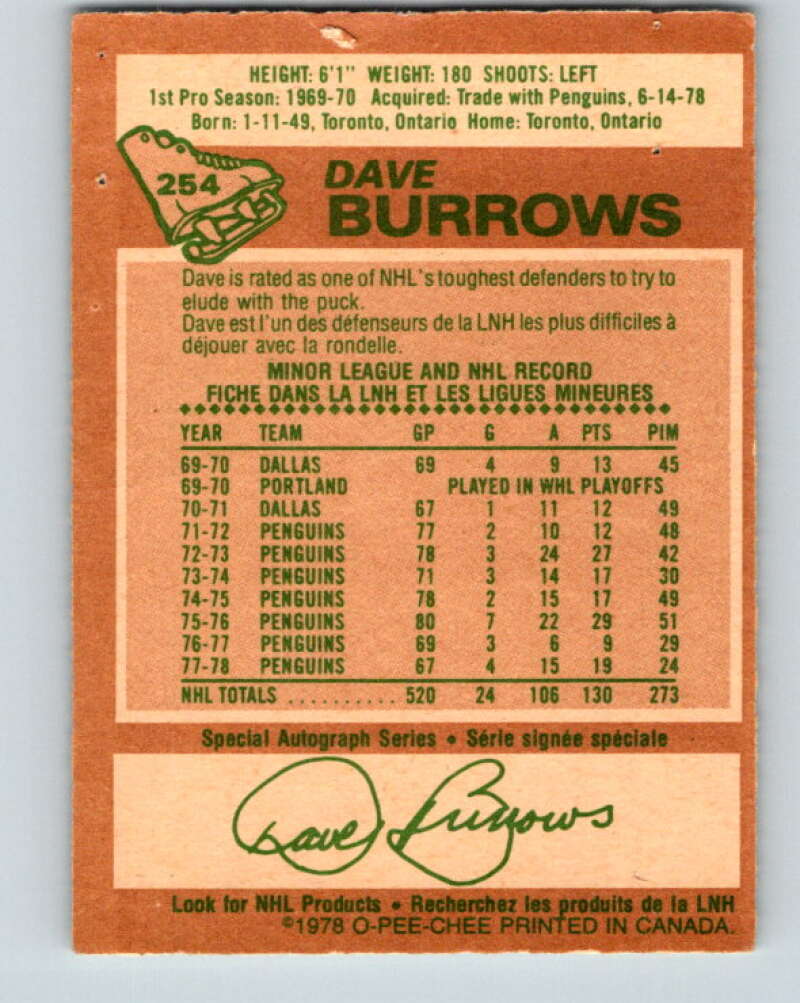 HEIGHT: 6'1" WEIGHT: 180 SHOOTS: LEFT
1st Pro Season: 1969-70 Acquired: Trade with Penguins, 6-14-78
Born: 1-11-49, Toronto, Ontario Home: Toronto, Ontario
254
DAVE
BURROWS
Dave is rated as one of NHL's toughest defenders to try to
elude with the puck.
Dave est l'un des défenseurs de la LNH les plus difficiles à
déjouer avec la rondelle.
MINOR LEAGUE AND NHL RECORD
FICHE DANS LA LNH ET LES LIGUES MINEURES
YEAR TEAM GP G A PTS PIM
69-70 DALLAS 69 4 9 13 45
69-70 PORTLAND PLAYED IN WHL PLAYOFFS
70-71 DALLAS 67 1 11 12 49
71-72 PENGUINS 77 2 10 12 48
72-73 PENGUINS 78 3 24 27 42
73-74 PENGUINS 71 3 14 17 30
74-75 PENGUINS 78 2 15 17 49
75-76 PENGUINS 80 7 22 29 51
76-77 PENGUINS 69 3 6 9 29
77-78 PENGUINS 67 4 15 19 24
NHL TOTALS .......... 520 24 106 130 273
Special Autograph Series • Série signée spéciale
Dave Burrows
Look for NHL Products • Recherchez les produits de la LNH
©1978 O-PEE-CHEE PRINTED IN CANADA.